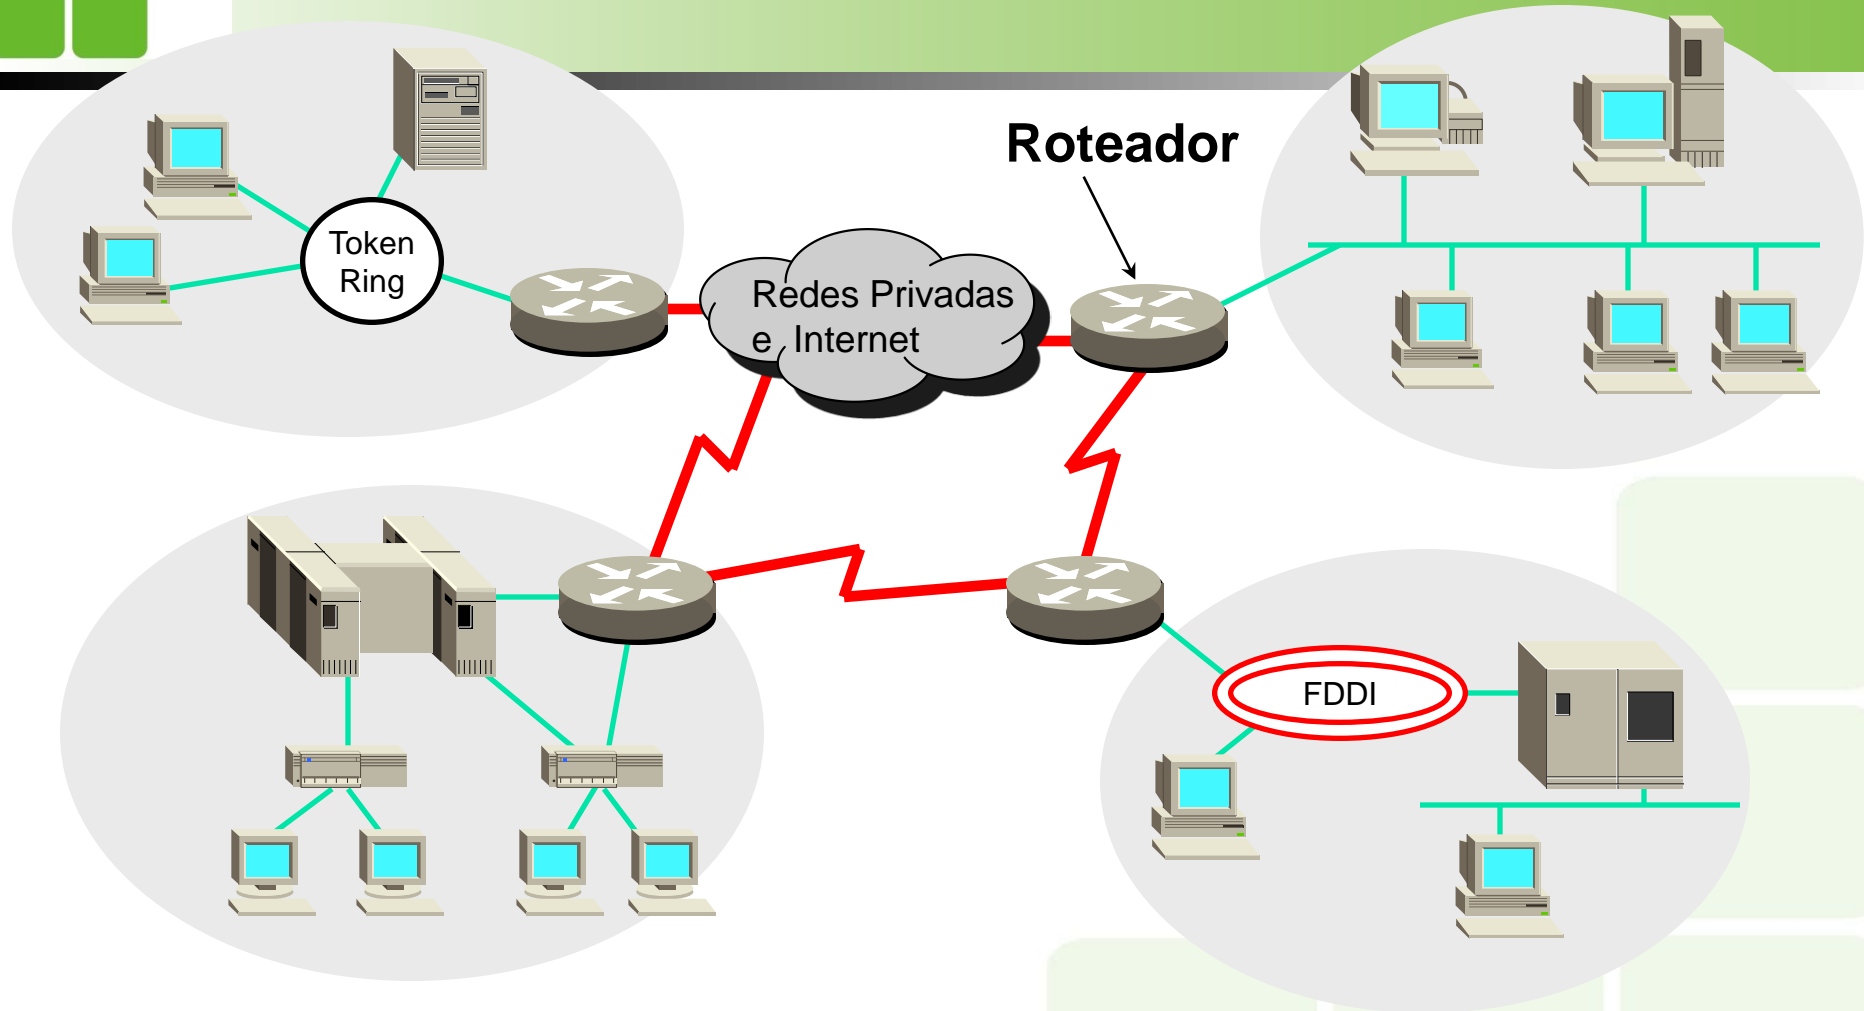 Roteador
Token
Ring
Redes Privadas
e Internet
FDDI